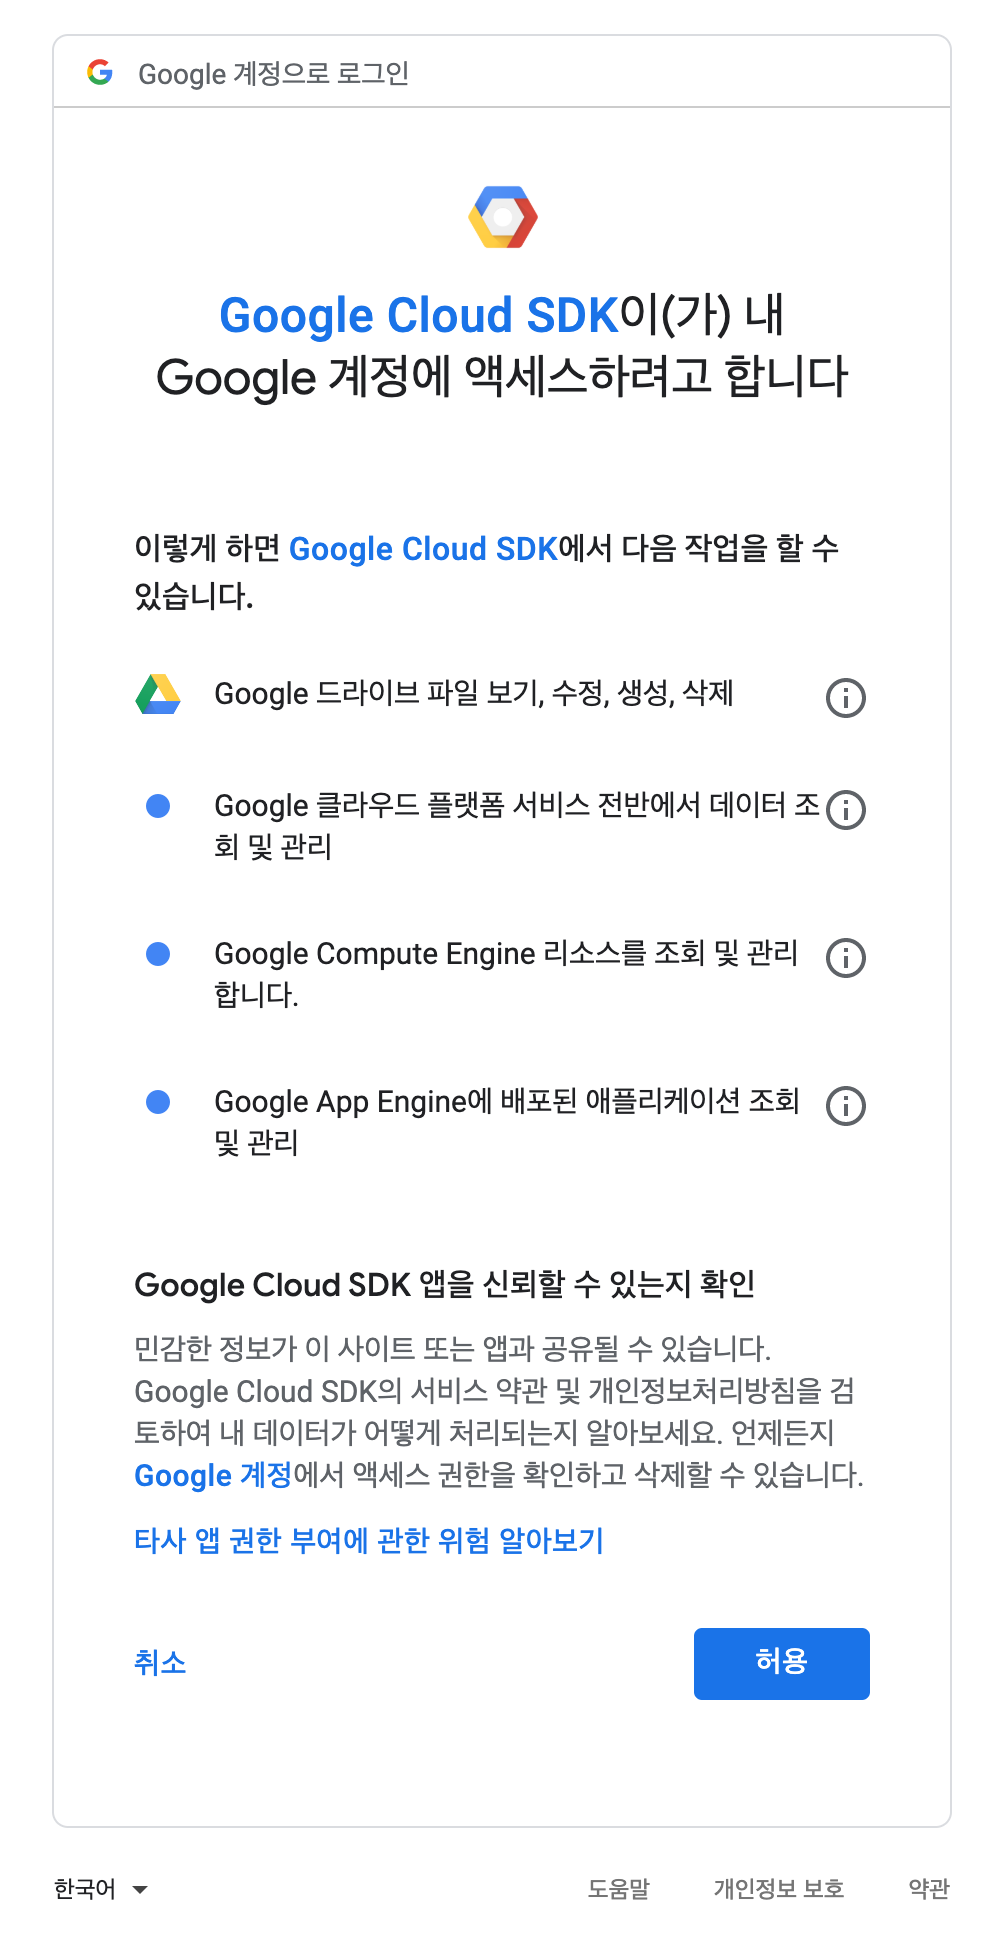 Google 계정으로 로그인
Google Cloud SDK이(가) 내
Google 계정에 액세스하려고 합니다
이렇게 하면 Google Cloud SDK에서 다음 작업을 할 수
있습니다.
Google 드라이브 파일 보기, 수정, 생성, 삭제
Google 클라우드 플랫폼 서비스 전반에서 데이터 조
회 및 관리
Google Compute Engine 리소스를 조회 및 관리
합니다.
Google App Engine에 배포된 애플리케이션 조회
및 관리
Google Cloud SDK 앱을 신뢰할 수 있는지 확인
민감한 정보가 이 사이트 또는 앱과 공유될 수 있습니다.
Google Cloud SDK의 서비스 약관 및 개인정보처리방침을 검
토하여 내 데이터가 어떻게 처리되는지 알아보세요. 언제든지
Google 계정에서 액세스 권한을 확인하고 삭제할 수 있습니다.
타사 앱 권한 부여에 관한 위험 알아보기
취소 허용
한국어 도움말 개인정보 보호 약관